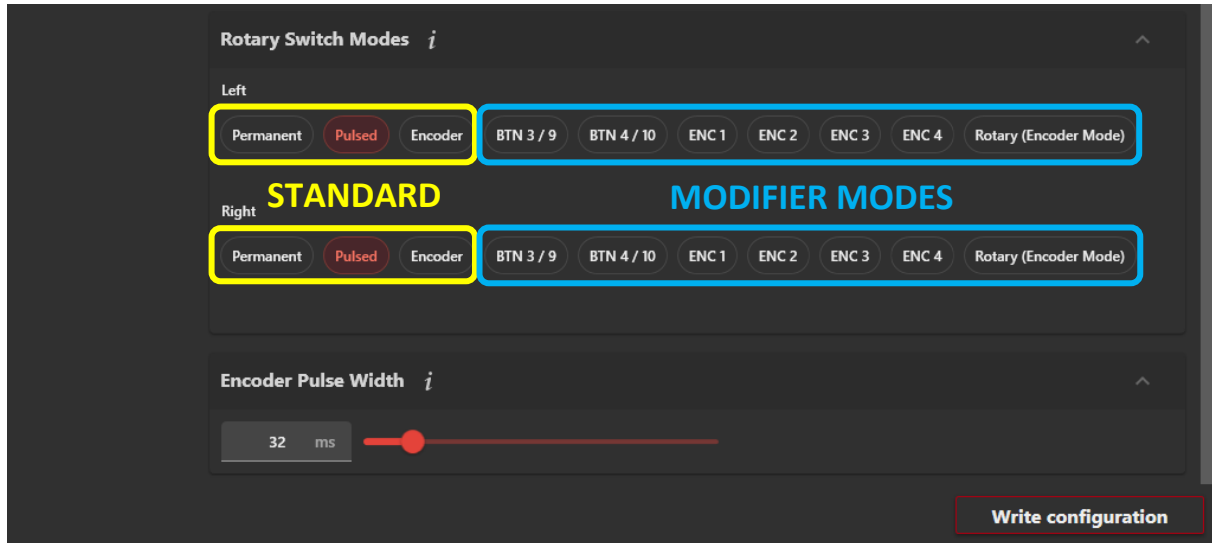 Rotary Switch Modes i
Left
Permanent Pulsed Encoder BTN 3 / 9 BTN 4 / 10 ENC 1 ENC 2 ENC 3 ENC 4 Rotary (Encoder Mode)
STANDARD MODIFIER MODES
Right
Permanent Pulsed Encoder BTN 3 / 9 BTN 4 / 10 ENC 1 ENC 2 ENC 3 ENC 4 Rotary (Encoder Mode)
Encoder Pulse Width i
32 ms
Write configuration